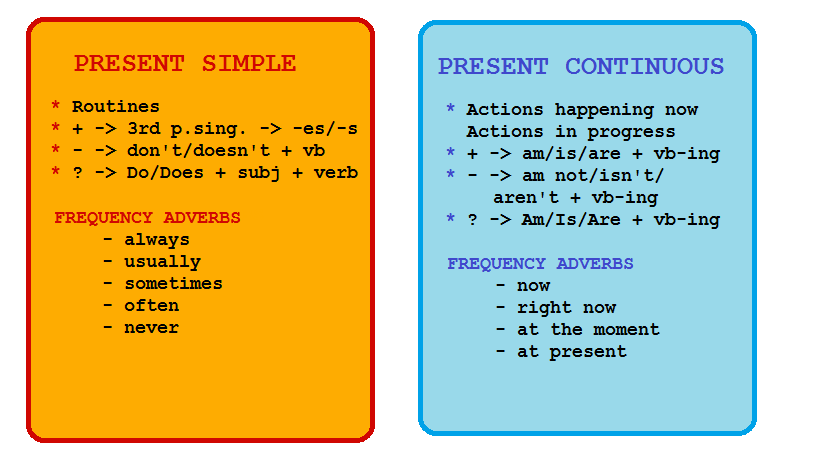 PRESENT SIMPLE
* Routines
* + -> 3rd p.sing. -> -es/-s
* - -> don't/doesn't + vb
* ? -> Do/Does + subj + verb
FREQUENCY ADVERBS
- always
- usually
- sometimes
- often
- never
PRESENT CONTINUOUS
* Actions happening now
Actions in progress
* + -> am/is/are + vb-ing
* - -> am not/isn't/
aren't + vb-ing
* ? -> Am/Is/Are + vb-ing
FREQUENCY ADVERBS
- now
- right now
- at the moment
- at present